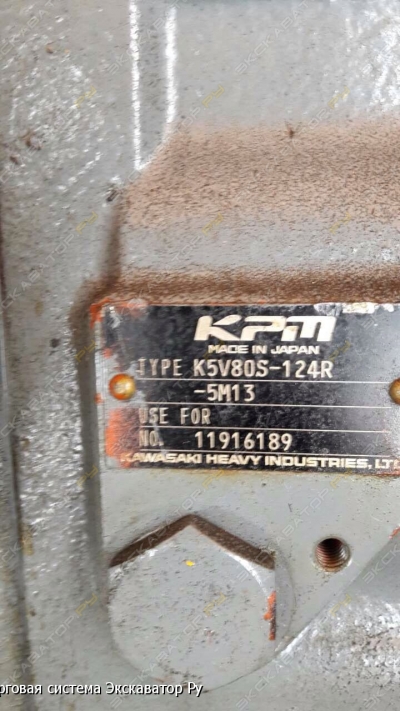 KPM
MADE IN JAPAN
TYPE K5V80S-124R
-5M13
USE FOR
NO. 11916189
KAWASAKI HEAVY INDUSTRIES, LT
рговая система Экскаватор Ру